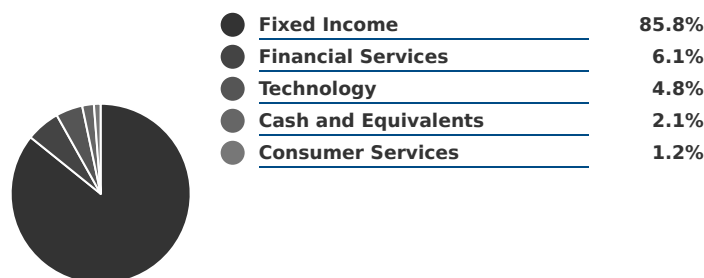 Fixed Income 85.8%
Financial Services 6.1%
Technology 4.8%
Cash and Equivalents 2.1%
Consumer Services 1.2%